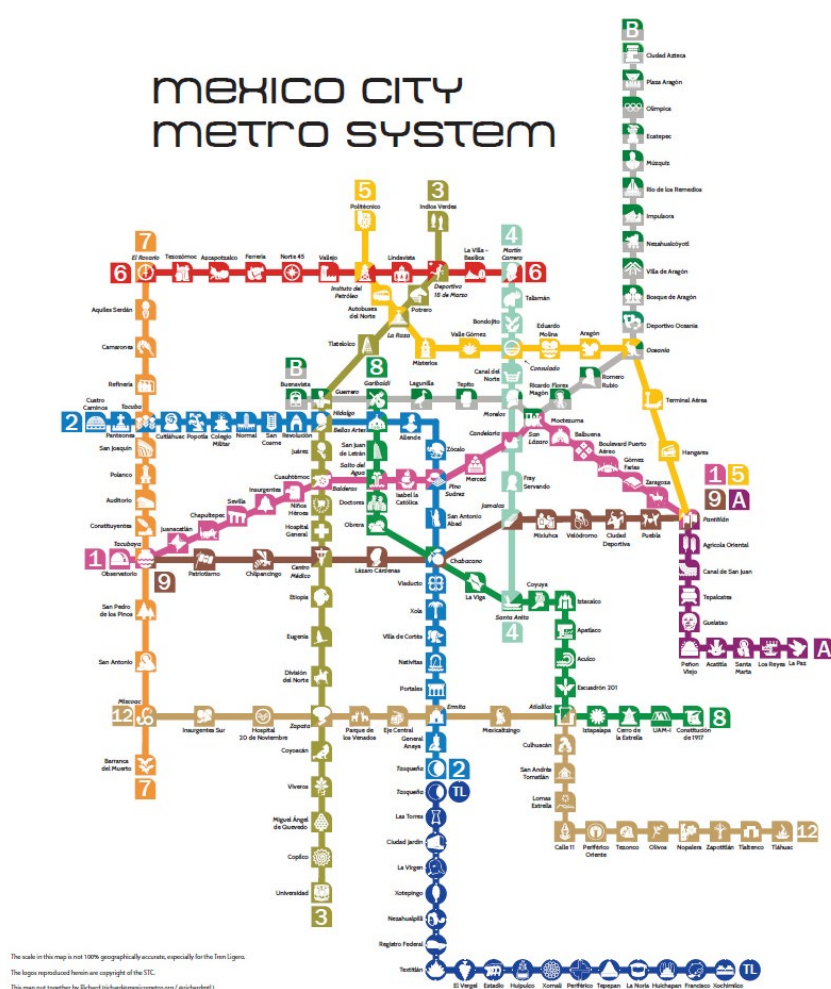 mexico city
metro system
B
Ciudad Azteca
Plaza Aragón
Olímpica
Ecatepec
Múzquiz
Río de los Remedios
Impulsora
Nezahualcóyotl
Villa de Aragón
Bosque de Aragón
Deportivo Oceanía
Oceanía
5
Politécnico
3
Indios Verdes
4
Martín
Carrera
7
El Rosario
6
Tezozómoc
Azcapotzalco
Ferrería
Norte 45
Vallejo
Instituto del
Petróleo
Lindavista
Deportivo
18 de Marzo
La Villa –
Basílica
6
Aquiles Serdán
Camarones
Refinería
Tacuba
Autobuses
del Norte
Potrero
La Raza
Tlatelolco
Misterios
Valle Gómez
Talismán
Bondojito
Consulado
Eduardo
Molina
Aragón
Canal del
Norte
Ricardo Flores
Magón
Romero
Rubio
Terminal Aérea
Hangares
B
Buenavista
Guerrero
8
Garibaldi
Lagunilla
Tepito
Morelos
2
Cuatro
Caminos
Panteones
Cuitláhuac
Popotla
Colegio
Militar
Normal
San
Cosme
Revolución
Hidalgo
Bellas Artes
Allende
Zócalo
San Joaquín
Polanco
Auditorio
Constituyentes
Tacubaya
Juárez
San Juan
de Letrán
Salto del
Agua
Cuauhtémoc
Balderas
Insurgentes
Sevilla
Chapultepec
Juanacatlán
Niños
Héroes
Isabel la
Católica
Pino
Suárez
Merced
Candelaria
San
Lázaro
Moctezuma
Balbuena
Boulevard Puerto
Aéreo
Gómez
Farías
Zaragoza
1
5
9
A
Pantitlán
Doctores
Obrera
Hospital
General
San Antonio
Abad
Fray
Servando
Jamaica
Mixiuhca
Velódromo
Ciudad
Deportiva
Puebla
1
Observatorio
9
Patriotismo
Chilpancingo
Centro
Médico
Lázaro Cárdenas
Chabacano
Agrícola Oriental
Canal de San Juan
Tepalcates
Guelatao
Peñon
Viejo
Acatitla
Santa
Marta
Los Reyes
La Paz
A
San Pedro
de los Pinos
San Antonio
Mixcoac
Etiopía
Eugenia
División
del Norte
Zapata
Viaducto
Xola
Villa de Cortés
Nativitas
Portales
Ermita
La Viga
Santa Anita
4
Coyuya
Iztacalco
Apatlaco
Aculco
Escuadrón 201
Atlalilco
12
Insurgentes Sur
Hospital
20 de Noviembre
Parque de
los Venados
Eje Central
Mexicaltzingo
Iztapalapa
Cerro de
la Estrella
UAM-I
Constitución
de 1917
8
Barranca
del Muerto
7
Coyoacán
Viveros
Miguel Ángel
de Quevedo
Copilco
Universidad
3
General
Anaya
Tasqueña
2
Tasqueña
TL
Las Torres
Ciudad Jardín
La Virgen
Xotepingo
Nezahualpilli
Registro Federal
Textitlán
Culhuacán
San Andrés
Tomatlán
Lomas
Estrella
Calle 11
Periférico
Oriente
Tezonco
Olivos
Nopalera
Zapotitlán
Tlaltenco
Tláhuac
12
El Vergel
Estadio
Huipulco
Xomali
Periférico
Tepepan
La Noria
Huichapan
Francisco
Xochimilco
TL
The scale in this map is not 100% geographically accurate, especially for the Tren Ligero.
The logos reproduced herein are copyright of the STC.
This map put together by Richard